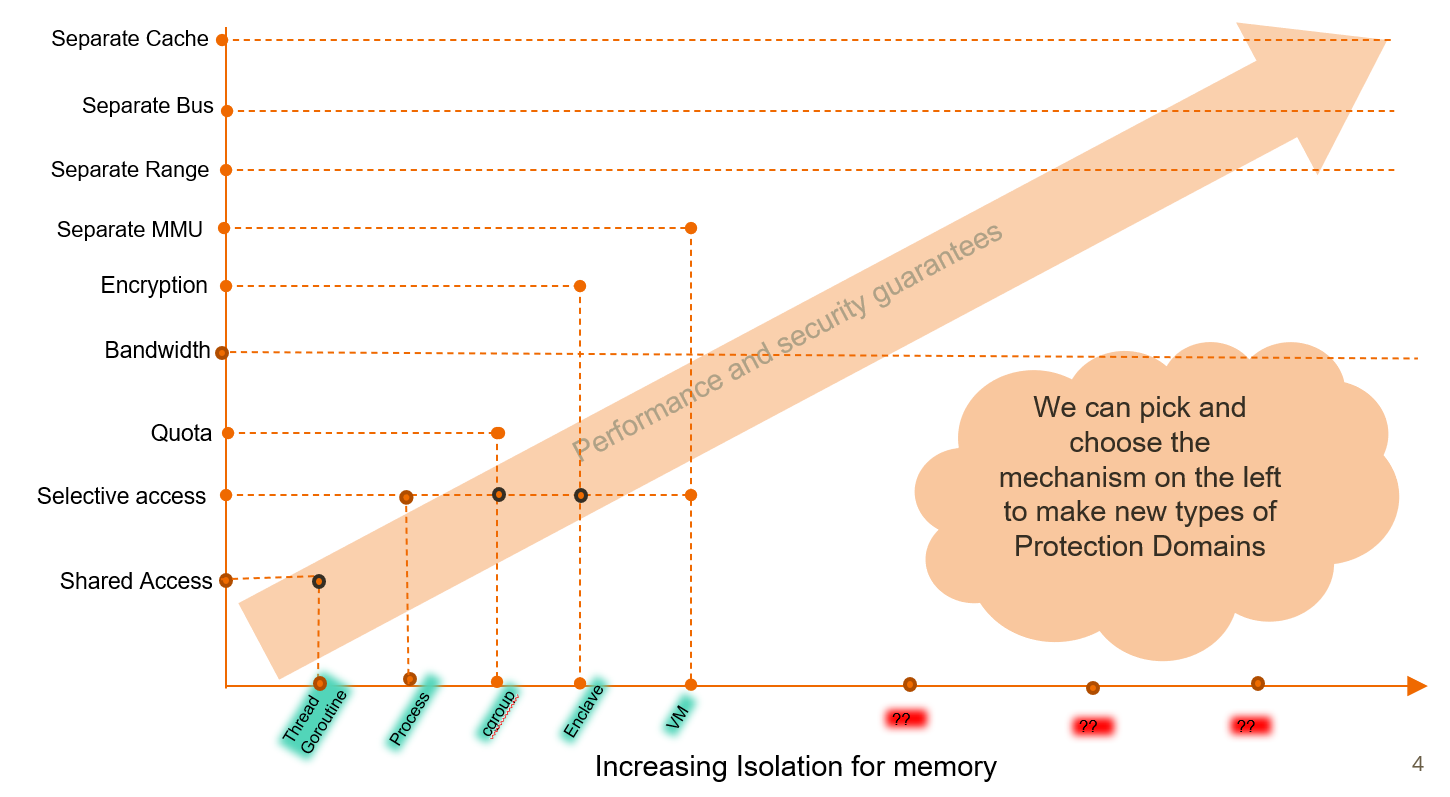 Separate Cache
Separate Bus
Separate Range
Separate MMU
Encryption
Bandwidth
Quota
Selective access
Shared Access
Performance and security guarantees
We can pick and
choose the
mechanism on the left
to make new types of
Protection Domains
Thread
Goroutine
Process
cgroup
Enclave
VM
??
??
??
Increasing Isolation for memory
4